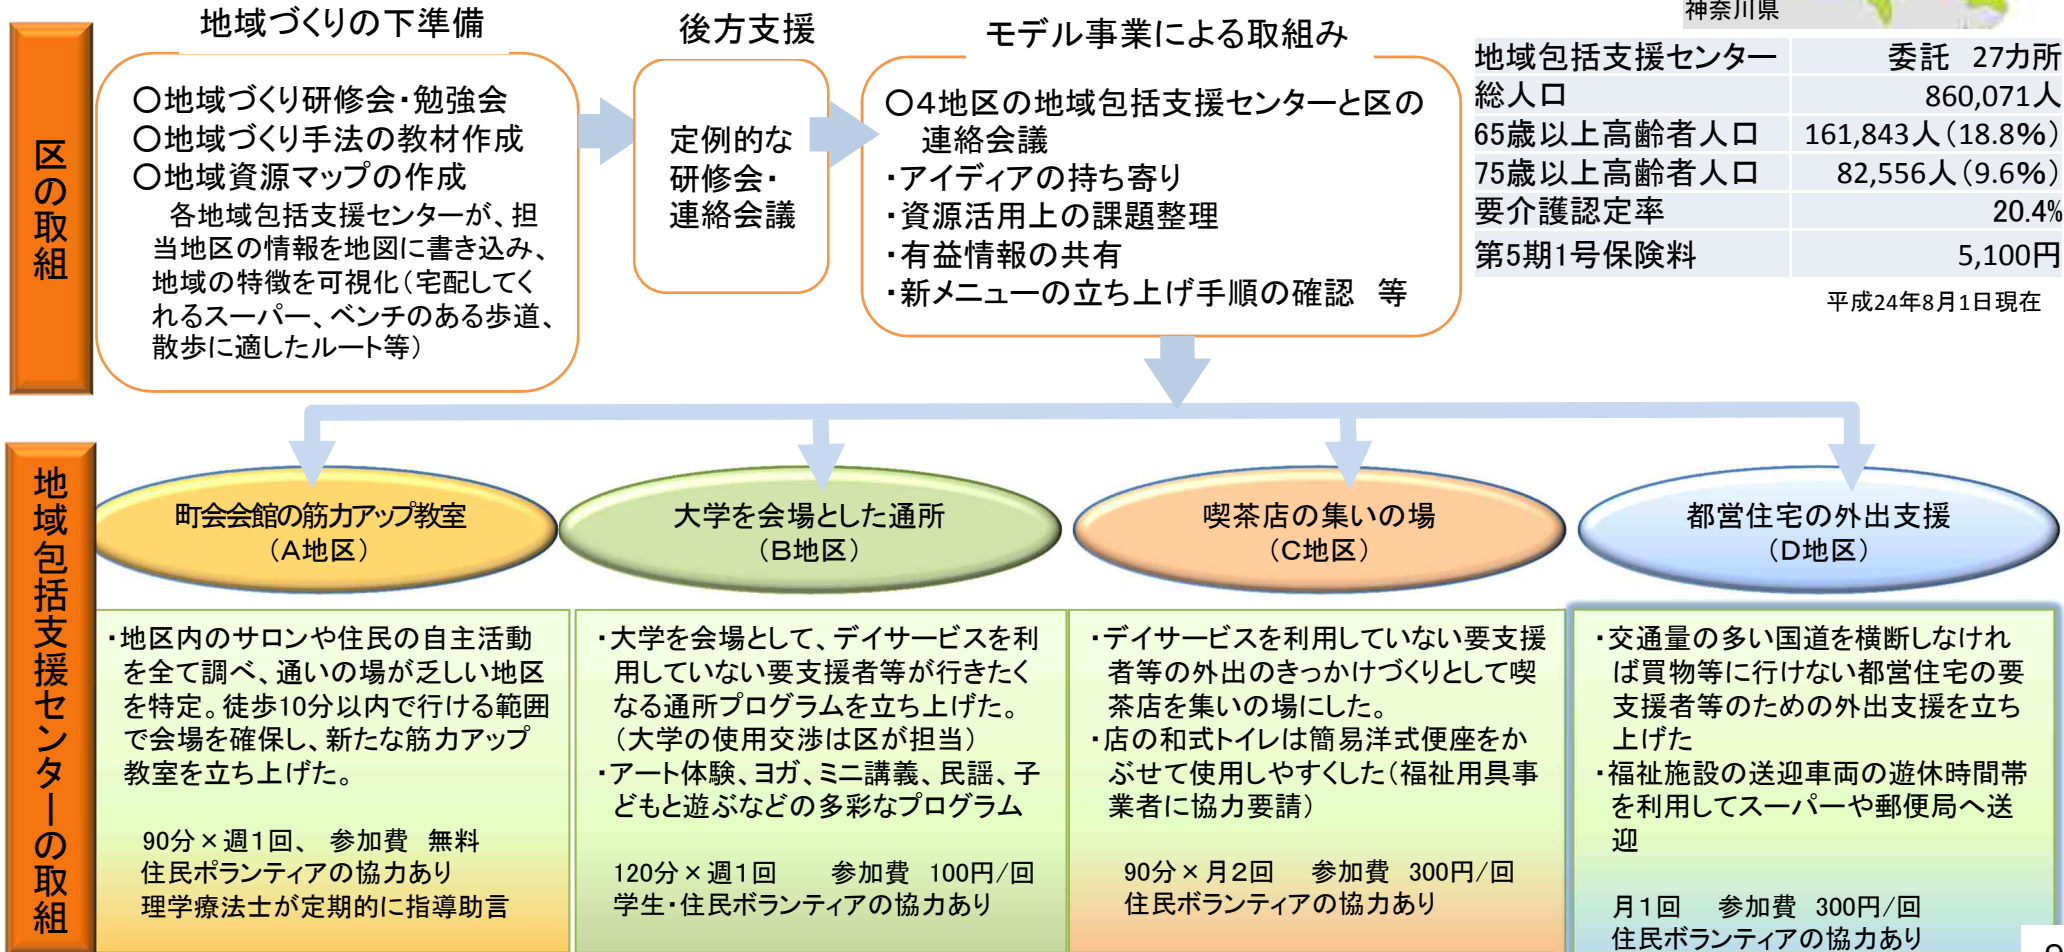 神奈川県
地域づくりの下準備
後方支援
モデル事業による取組み
区の取組
○地域づくり研修会・勉強会
○地域づくり手法の教材作成
○地域資源マップの作成
各地域包括支援センターが、担
当地区の情報を地図に書き込み、
地域の特徴を可視化(宅配してく
れるスーパー、ベンチのある歩道、
散歩に適したルート等)
定例的な
研修会・
連絡会議
○4地区の地域包括支援センターと区の
連絡会議
・アイディアの持ち寄り
・資源活用上の課題整理
・有益情報の共有
・新メニューの立ち上げ手順の確認 等
地域包括支援センター 委託 27カ所
総人口 860,071人
65歳以上高齢者人口 161,843人(18.8%)
75歳以上高齢者人口 82,556人(9.6%)
要介護認定率 20.4%
第5期1号保険料 5,100円
平成24年8月1日現在
地域包括支援センターの取組
町会会館の筋力アップ教室
(A地区)
・地区内のサロンや住民の自主活動
を全て調べ、通いの場が乏しい地区
を特定。徒歩10分以内で行ける範囲
で会場を確保し、新たな筋力アップ
教室を立ち上げた。
90分×週1回、 参加費 無料
住民ボランティアの協力あり
理学療法士が定期的に指導助言
大学を会場とした通所
(B地区)
・大学を会場として、デイサービスを利
用していない要支援者等が行きたく
なる通所プログラムを立ち上げた。
(大学の使用交渉は区が担当)
・アート体験、ヨガ、ミニ講義、民謡、子
どもと遊ぶなどの多彩なプログラム
120分×週1回 参加費 100円/回
学生・住民ボランティアの協力あり
喫茶店の集いの場
(C地区)
・デイサービスを利用していない要支援
者等の外出のきっかけづくりとして喫
茶店を集いの場にした。
・店の和式トイレは簡易洋式便座をか
ぶせて使用しやすくした(福祉用具事
業者に協力要請)
90分×月2回 参加費 300円/回
住民ボランティアの協力あり
都営住宅の外出支援
(D地区)
・交通量の多い国道を横断しなけれ
ば買物等に行けない都営住宅の要
支援者等のための外出支援を立ち
上げた
・福祉施設の送迎車両の遊休時間帯
を利用してスーパーや郵便局へ送
迎
月1回 参加費 300円/回
住民ボランティアの協力あり